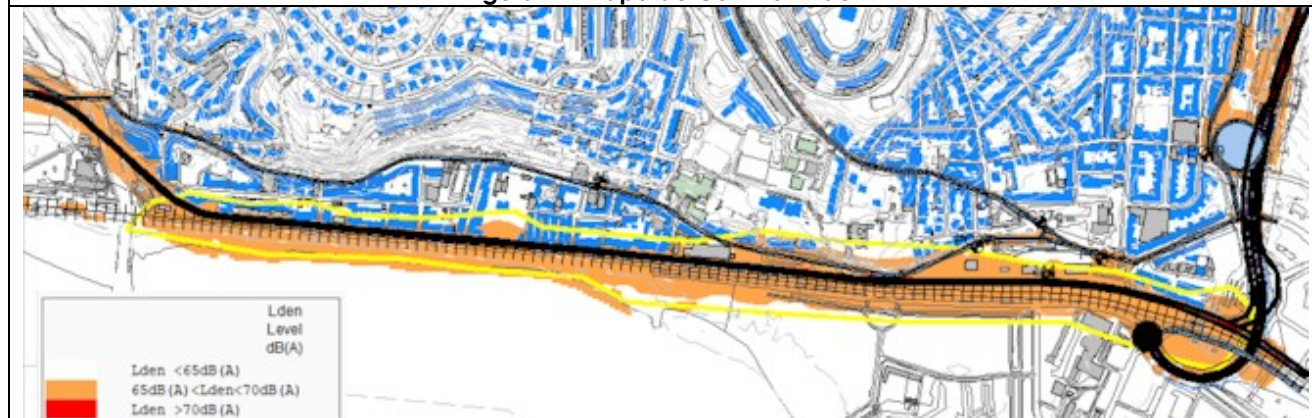 Lden
Level
dB(A)
Lden <65dB(A)
65dB(A)<Lden<70dB(A)
Lden >70dB(A)